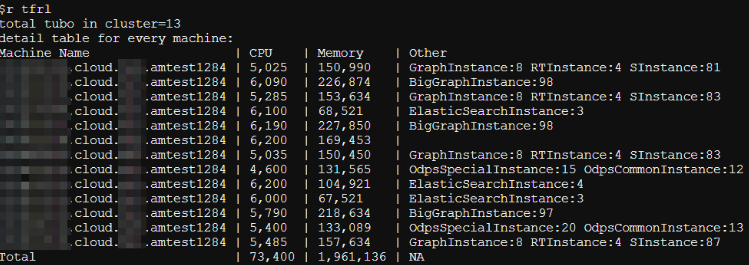 $r tfrl
total tubo in cluster=13
detail table for every machine:
Machine Name | CPU | Memory | Other
.cloud. .amtest1284 | 5,025 | 150,990 | GraphInstance:8 RTInstance:4 SInstance:81
.cloud. .amtest1284 | 6,090 | 226,874 | BigGraphInstance:98
.cloud. .amtest1284 | 5,285 | 153,634 | GraphInstance:8 RTInstance:4 SInstance:83
.cloud. .amtest1284 | 6,100 | 68,521 | ElasticSearchInstance:3
.cloud. .amtest1284 | 6,190 | 227,850 | BigGraphInstance:98
.cloud. .amtest1284 | 6,200 | 169,453 |
.cloud. .amtest1284 | 5,035 | 150,450 | GraphInstance:8 RTInstance:4 SInstance:83
.cloud. .amtest1284 | 4,600 | 131,565 | OdpsSpecialInstance:15 OdpsCommonInstance:12
.cloud. .amtest1284 | 6,200 | 104,921 | ElasticSearchInstance:4
.cloud. .amtest1284 | 6,000 | 67,521 | ElasticSearchInstance:3
.cloud. .amtest1284 | 5,790 | 218,634 | BigGraphInstance:97
.cloud. .amtest1284 | 5,400 | 133,089 | OdpsSpecialInstance:20 OdpsCommonInstance:13
.cloud. .amtest1284 | 5,485 | 157,634 | GraphInstance:8 RTInstance:4 SInstance:87
Total | 73,400 | 1,961,136 | NA